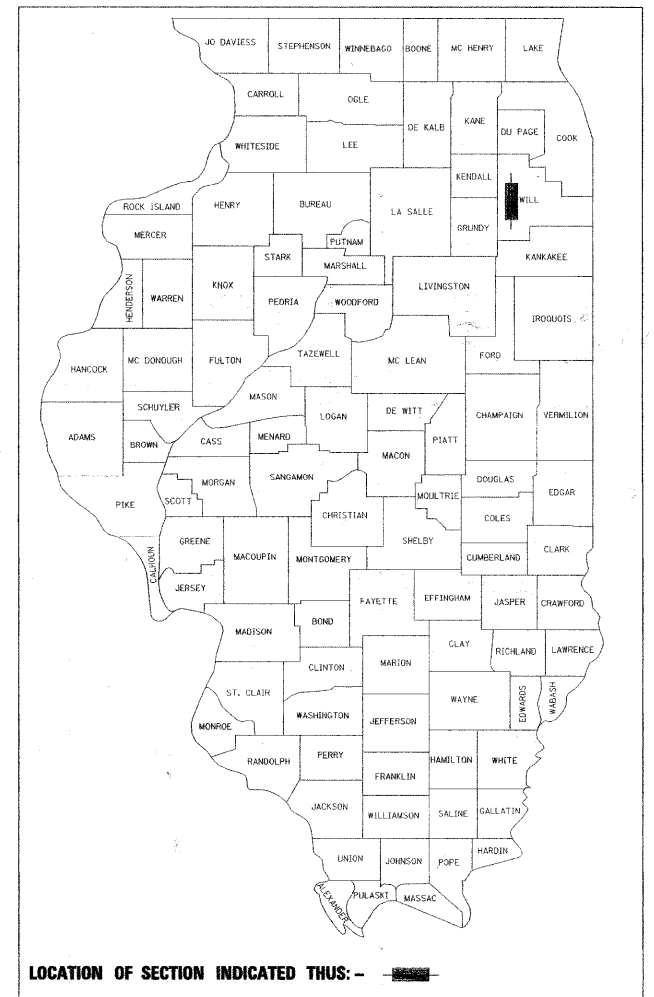 JO DAVIESS STEPHENSON WINNEBAGO BOONE MC HENRY LAKE
CARROLL OGLE DE KALB KANE DU PAGE COOK
WHITESIDE LEE
KENDALL WILL
ROCK ISLAND HENRY BUREAU LA SALLE GRUNDY
MERCER PUTNAM
STARK MARSHALL KANKAKEE
HENDERSON WARREN KNOX PEORIA WOODFORD LIVINGSTON IROQUOIS
HANCOCK MC DONOUGH FULTON TAZEWELL MC LEAN FORD
SCHUYLER MASON LOGAN DE WITT CHAMPAIGN VERMILION
ADAMS BROWN CASS MENARD MACON PIATT
MORGAN SANGAMON DOUGLAS EDGAR
PIKE SCOTT CHRISTIAN MOULTRIE COLES
GREENE MACOUPIN MONTGOMERY SHELBY CUMBERLAND CLARK
CALHOUN JERSEY
FAYETTE EFFINGHAM JASPER CRAWFORD
MADISON BOND
CLAY RICHLAND LAWRENCE
CLINTON MARION
ST. CLAIR WAYNE EDWARDS WABASH
WASHINGTON JEFFERSON
MONROE
RANDOLPH PERRY HAMILTON WHITE
FRANKLIN
JACKSON WILLIAMSON SALINE GALLATIN
UNION JOHNSON POPE HARDIN
ALEXANDER PULASKI MASSAC
LOCATION OF SECTION INDICATED THUS: -